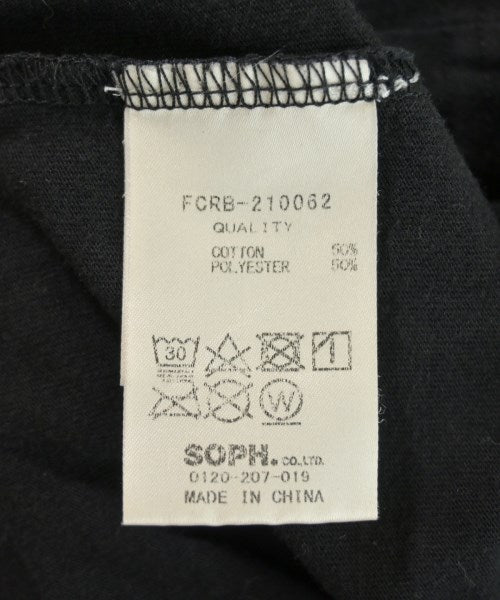 FCRB-210062
QUALITY
COTTON 50%
POLYESTER 50%
30
W
SOPH. CO.,LTD.
0120-207-019
MADE IN CHINA